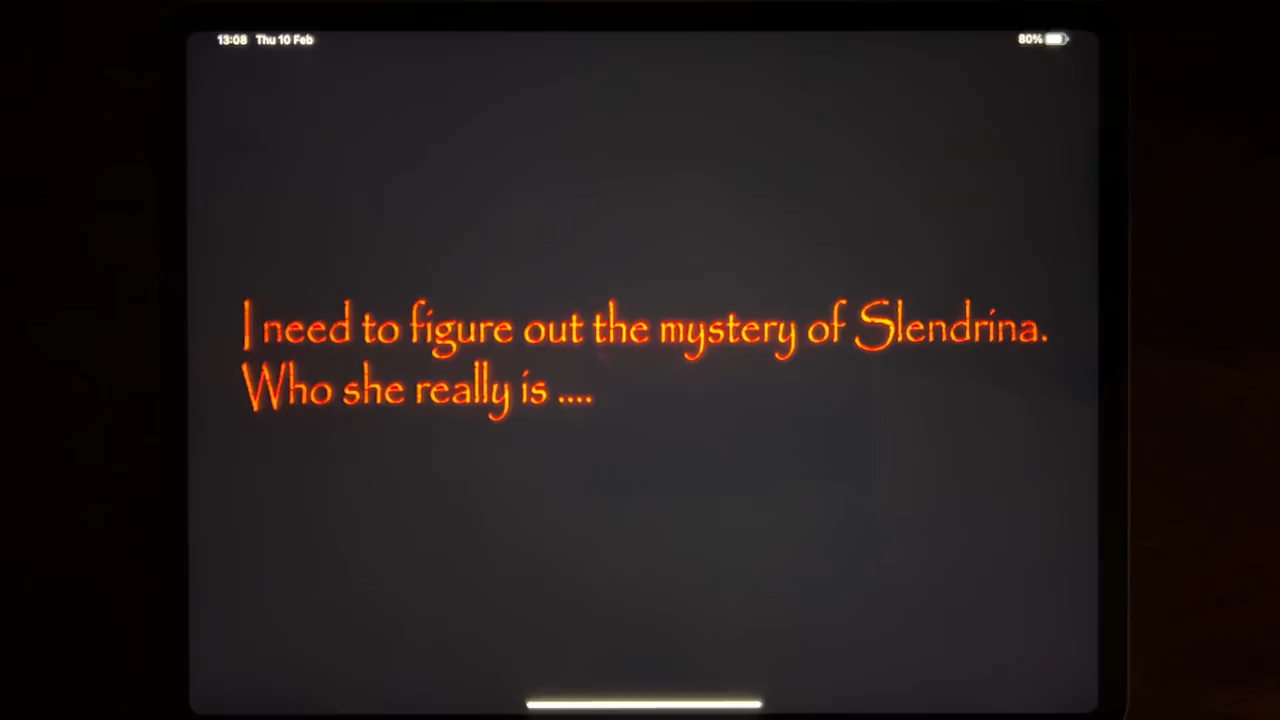 13:08 Thu 10 Feb 80%
I need to figure out the mystery of Slendrina.
Who she really is ....